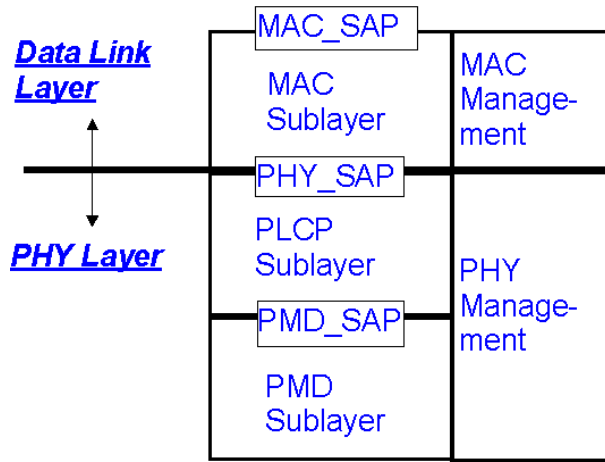 Data Link
Layer
PHY Layer
MAC_SAP
MAC
Sublayer
PHY_SAP
PLCP
Sublayer
PMD_SAP
PMD
Sublayer
MAC
Manage-
ment
PHY
Manage-
ment